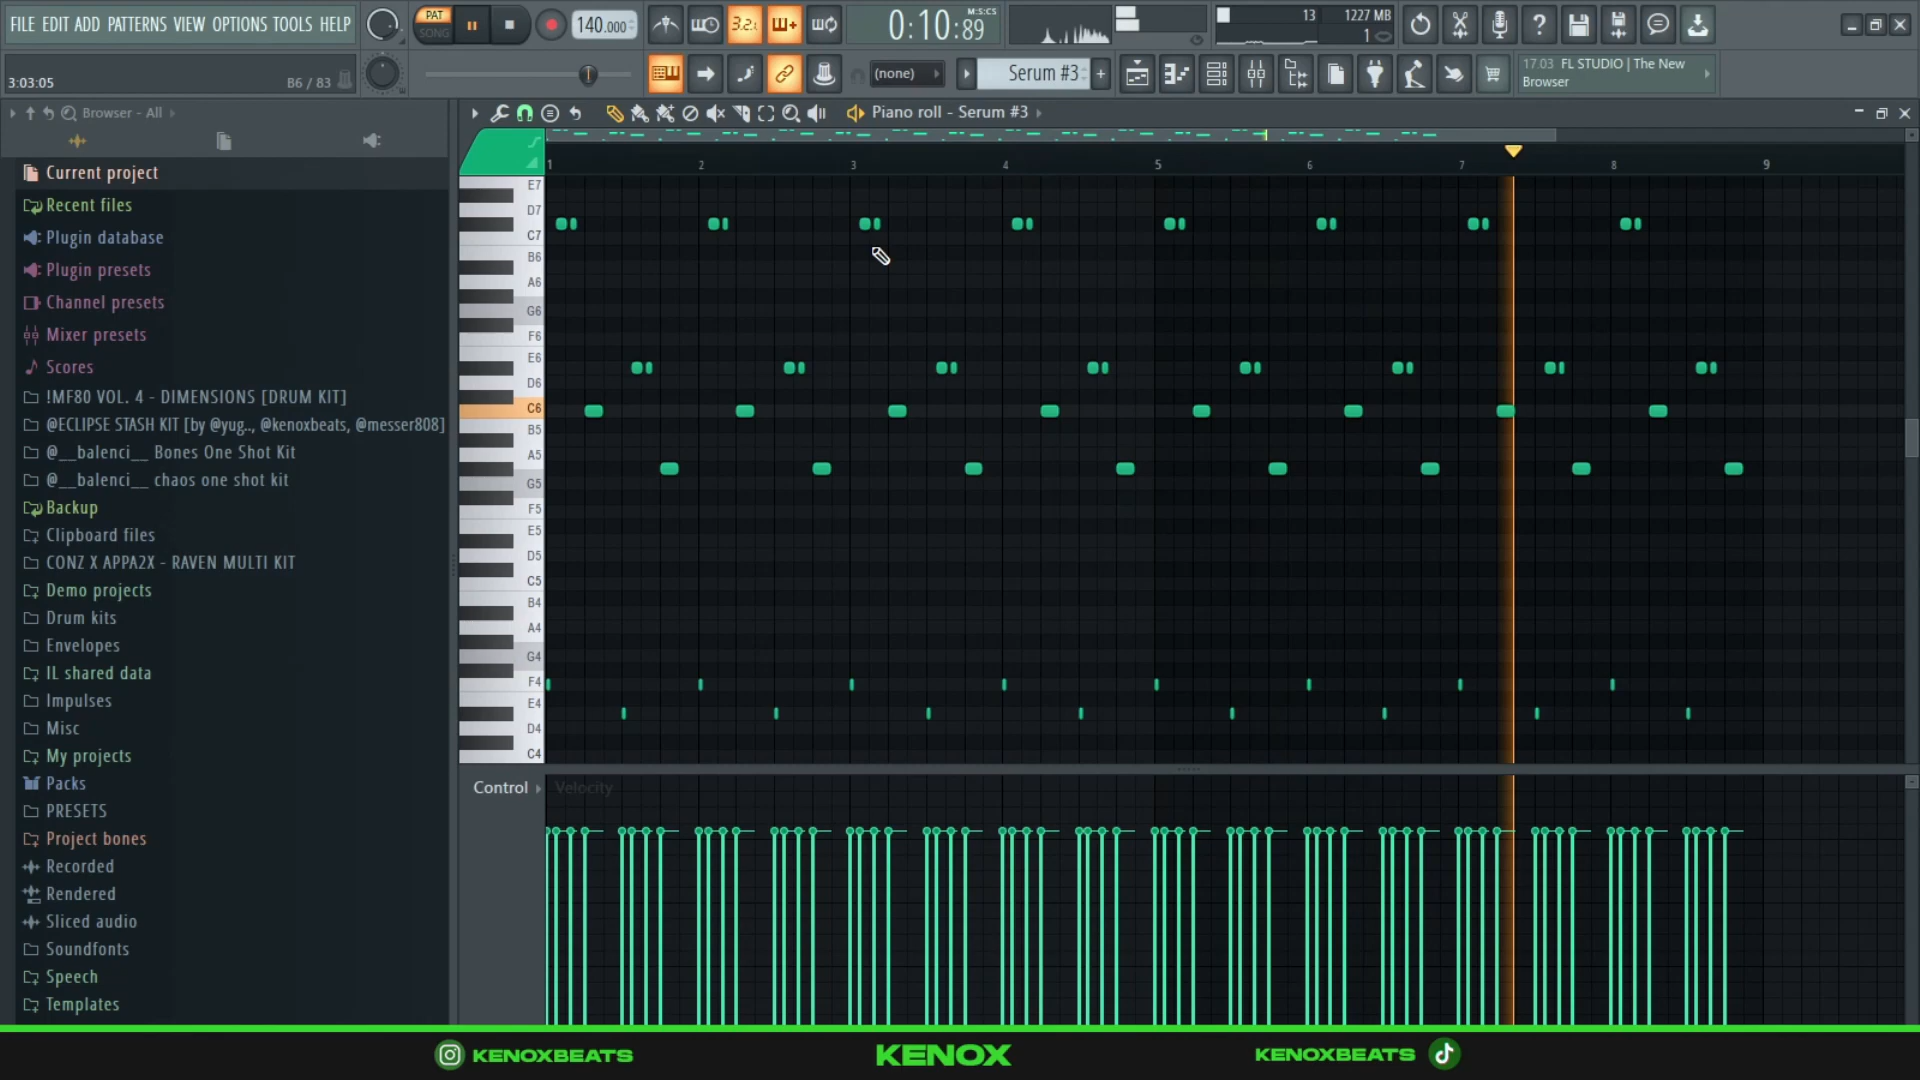 FILE EDIT ADD PATTERNS VIEW OPTIONS TOOLS HELP
PAT
SONG
140.000
3.2.
0:10:89
M:S:CS
13
1227 MB
1
3:03:05
B6 / 83
(none)
Serum #3
+
17.03 FL STUDIO | The New
Browser
Browser - All
Piano roll - Serum #3
Current project
Recent files
Plugin database
Plugin presets
Channel presets
Mixer presets
Scores
!MF80 VOL. 4 - DIMENSIONS [DRUM KIT]
@ECLIPSE STASH KIT [by @yug.., @kenoxbeats, @messer808]
@__balenci__ Bones One Shot Kit
@__balenci__ chaos one shot kit
Backup
Clipboard files
CONZ X APPA2X - RAVEN MULTI KIT
Demo projects
Drum kits
Envelopes
IL shared data
Impulses
Misc
My projects
Packs
PRESETS
Project bones
Recorded
Rendered
Sliced audio
Soundfonts
Speech
Templates
1 2 3 4 5 6 7 8 9
E7
D7
C7
B6
A6
G6
F6
E6
D6
C6
B5
A5
G5
F5
E5
D5
C5
B4
A4
G4
F4
E4
D4
C4
Control
Velocity
KENOXBEATS
KENOX
KENOXBEATS